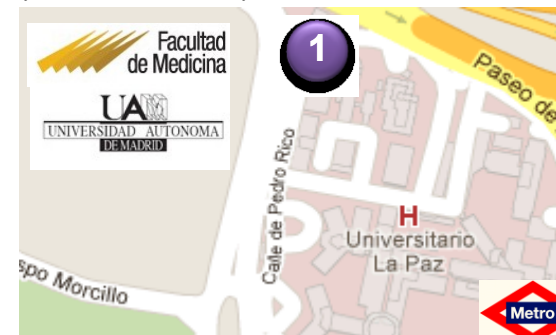 Facultad
de Medicina
UAM
UNIVERSIDAD AUTONOMA
DE MADRID
1
Paseo de
Calle de Pedro Rico
H
Universitario
La Paz
spo Morcillo
Metro